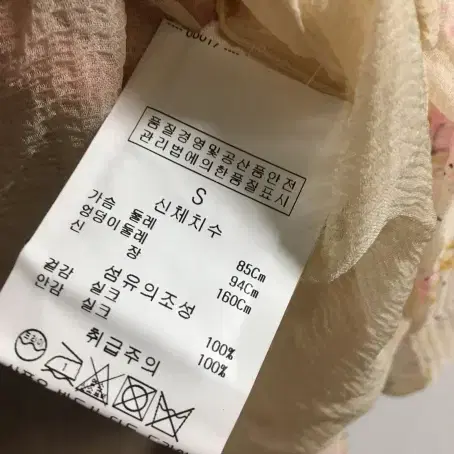 품질경영및공산품안전
관리법에의한품질표시
S
신체치수
가슴 둘레 85Cm
엉덩이둘레 94Cm
신 장 160Cm
섬유의조성
겉감 실크 100%
안감 실크 100%
취급주의